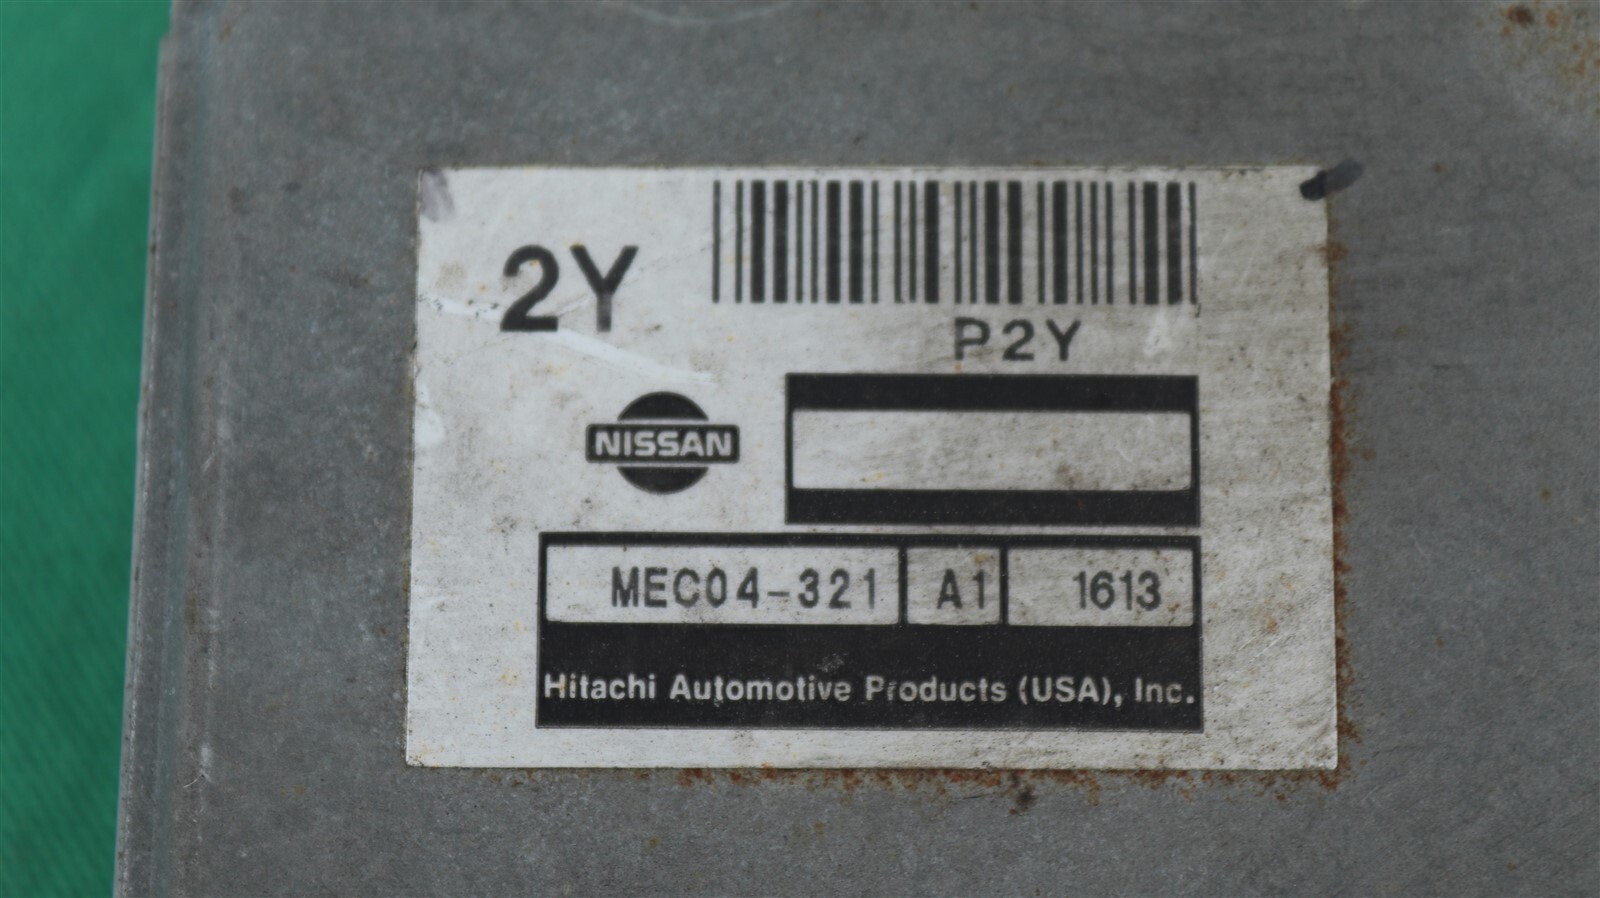 2Y
P2Y
NISSAN
MEC04-321 A1 1613
Hitachi Automotive Products (USA), Inc.